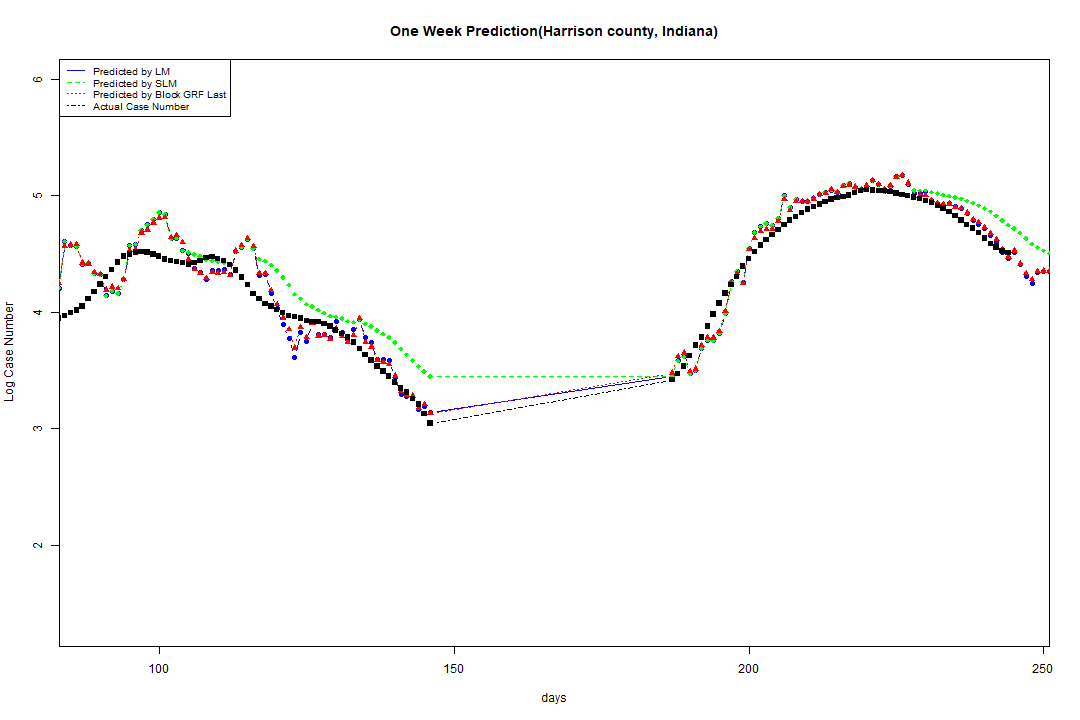 One Week Prediction(Harrison county, Indiana)
Predicted by LM
Predicted by SLM
Predicted by Block GRF Last
Actual Case Number
6
5
4
3
2
Log Case Number
100
150
200
250
days